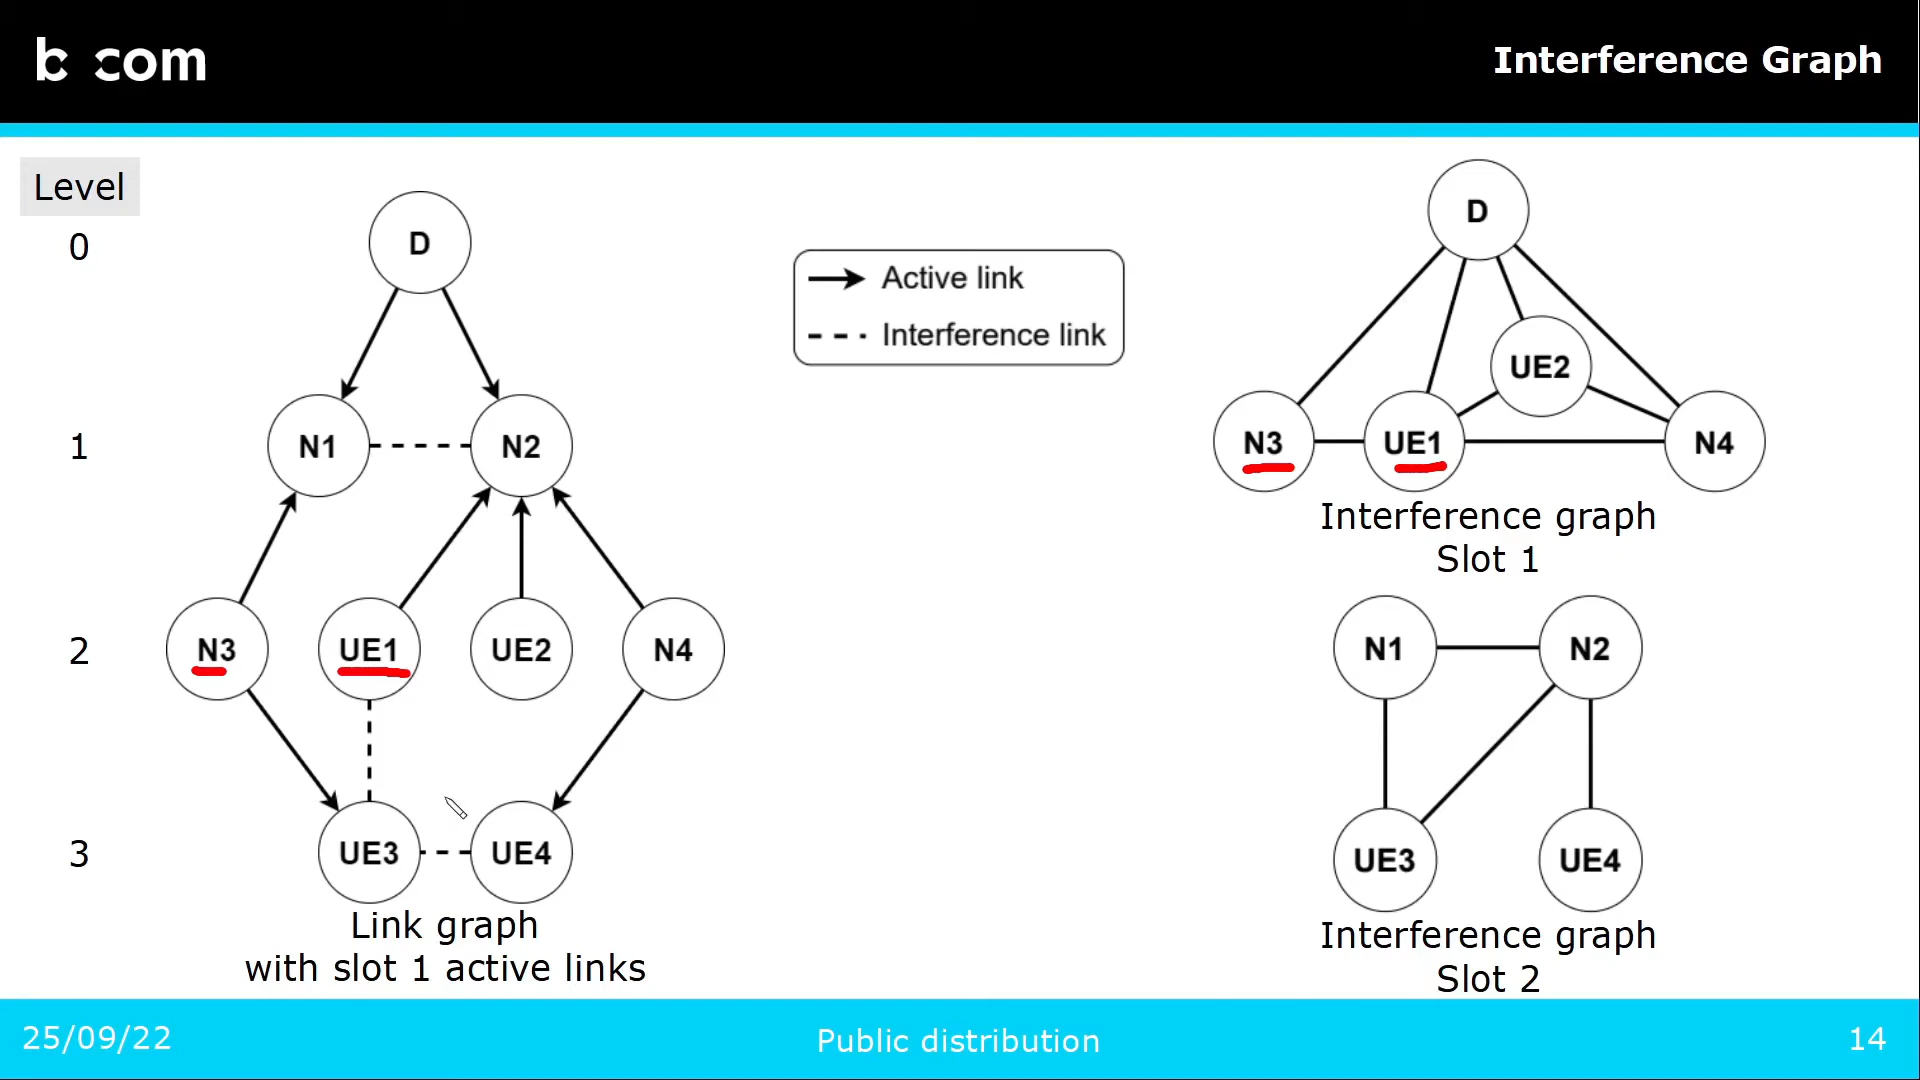 b com
Interference Graph
Level
0
1
2
3
D
N1
N2
N3
UE1
UE2
N4
UE3
UE4
Link graph
with slot 1 active links
Active link
Interference link
D
UE2
N3
UE1
N4
Interference graph
Slot 1
N1
N2
UE3
UE4
Interference graph
Slot 2
25/09/22
Public distribution
14